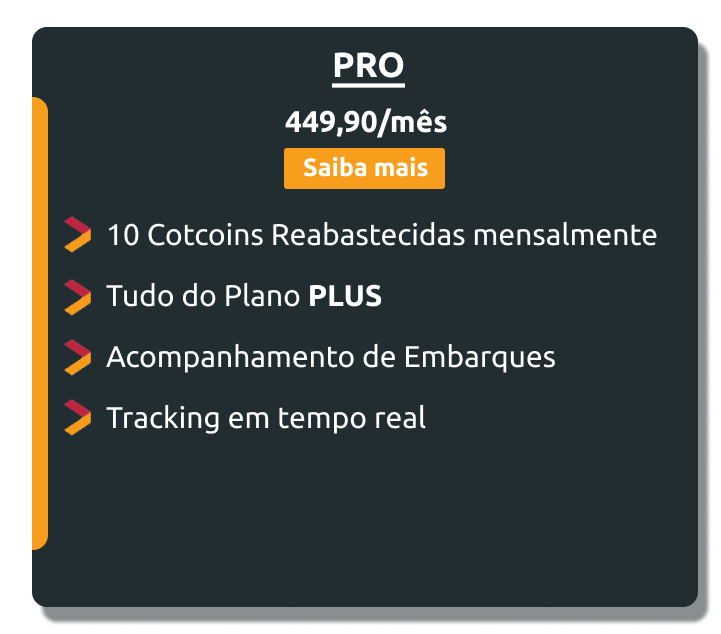 PRO
449,90/mês
Saiba mais
10 Cotcoins Reabastecidas mensalmente
Tudo do Plano PLUS
Acompanhamento de Embarques
Tracking em tempo real